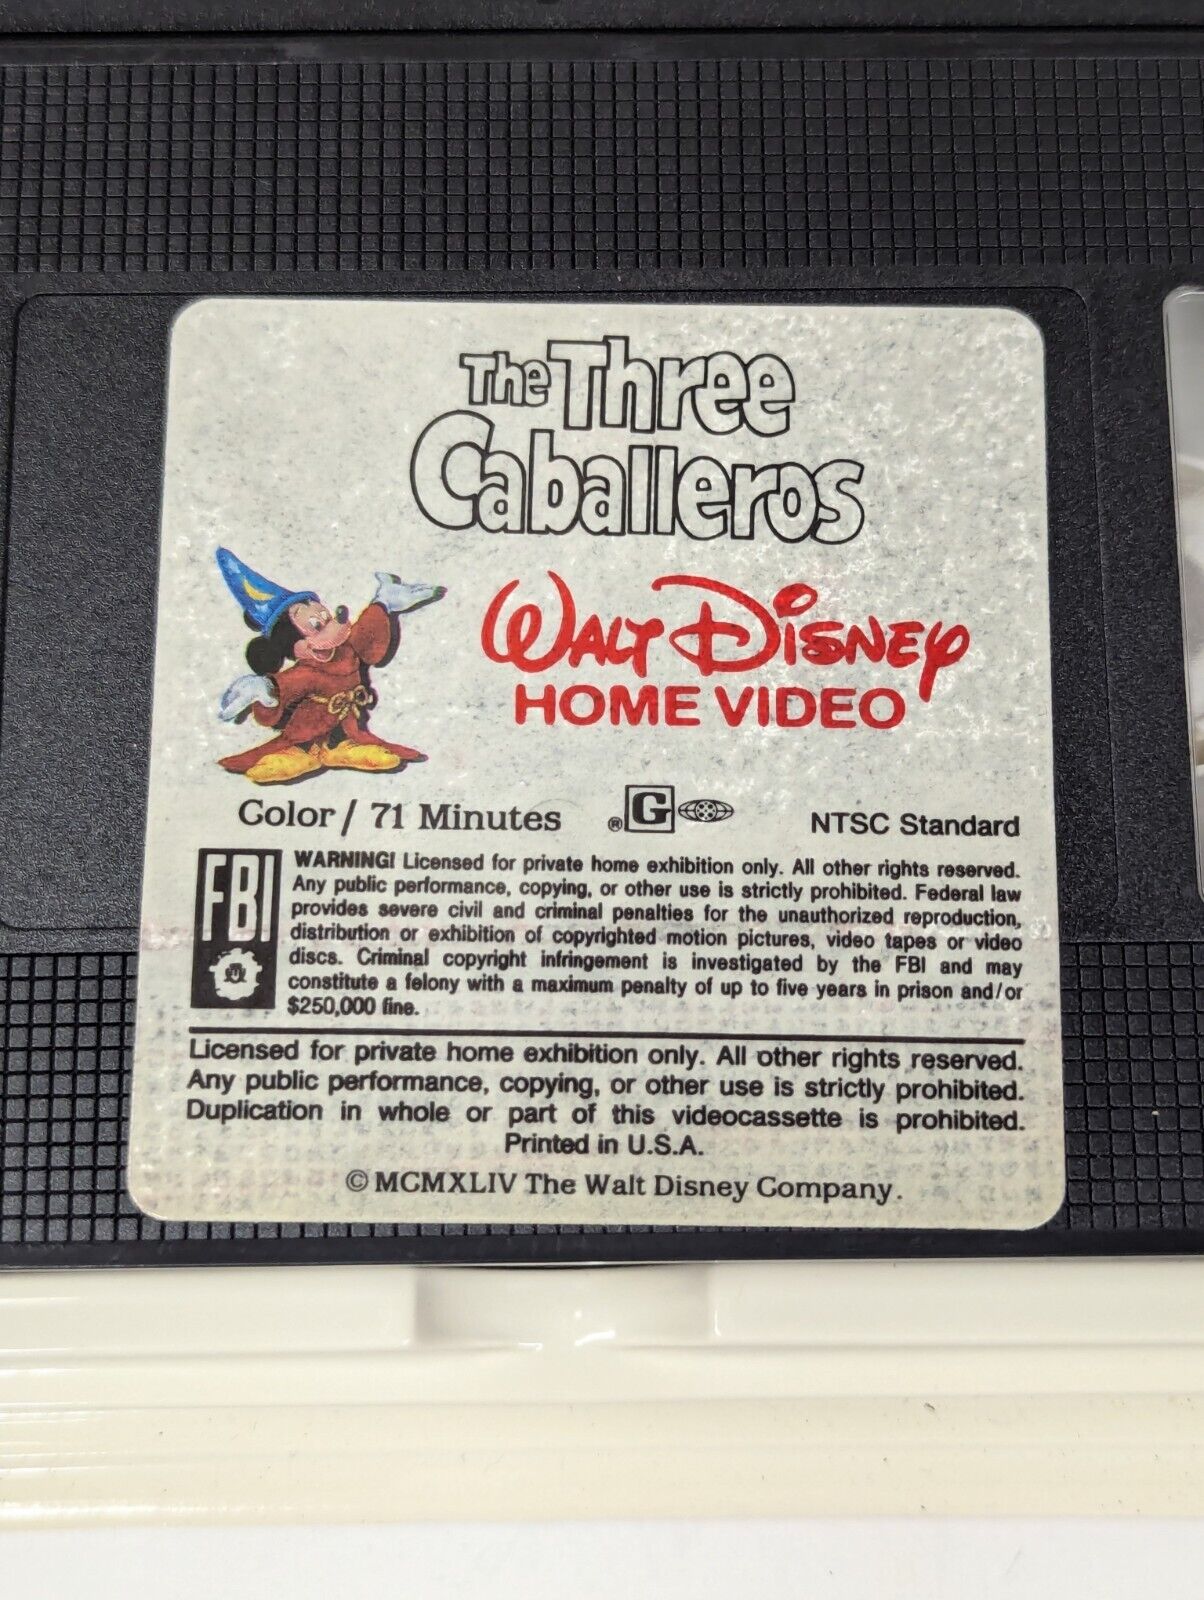 The Three
Caballeros
WALT DISNEY
HOME VIDEO
Color / 71 Minutes ® G NTSC Standard
FBI
WARNING! Licensed for private home exhibition only. All other rights reserved.
Any public performance, copying, or other use is strictly prohibited. Federal law
provides severe civil and criminal penalties for the unauthorized reproduction,
distribution or exhibition of copyrighted motion pictures, video tapes or video
discs. Criminal copyright infringement is investigated by the FBI and may
constitute a felony with a maximum penalty of up to five years in prison and/or
$250,000 fine.
Licensed for private home exhibition only. All other rights reserved.
Any public performance, copying, or other use is strictly prohibited.
Duplication in whole or part of this videocassette is prohibited.
Printed in U.S.A.
© MCMXLIV The Walt Disney Company.